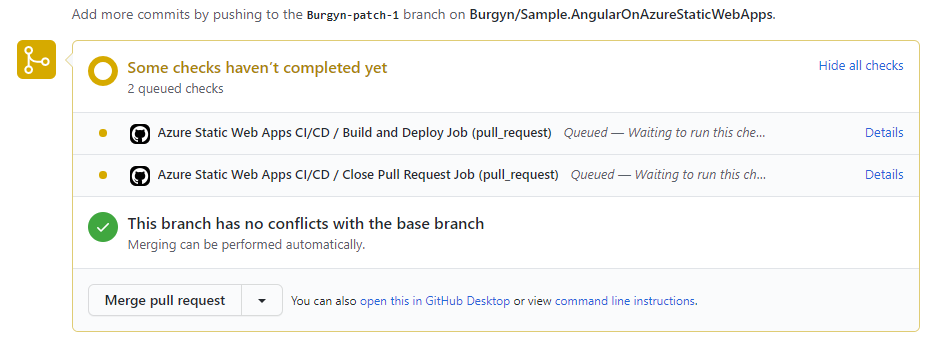 Add more commits by pushing to the Burgyn-patch-1 branch on Burgyn/Sample.AngularOnAzureStaticWebApps.
Some checks haven't completed yet
Hide all checks
2 queued checks
Azure Static Web Apps CI/CD / Build and Deploy Job (pull_request) Queued — Waiting to run this che... Details
Azure Static Web Apps CI/CD / Close Pull Request Job (pull_request) Queued — Waiting to run this ch... Details
This branch has no conflicts with the base branch
Merging can be performed automatically.
Merge pull request You can also open this in GitHub Desktop or view command line instructions.